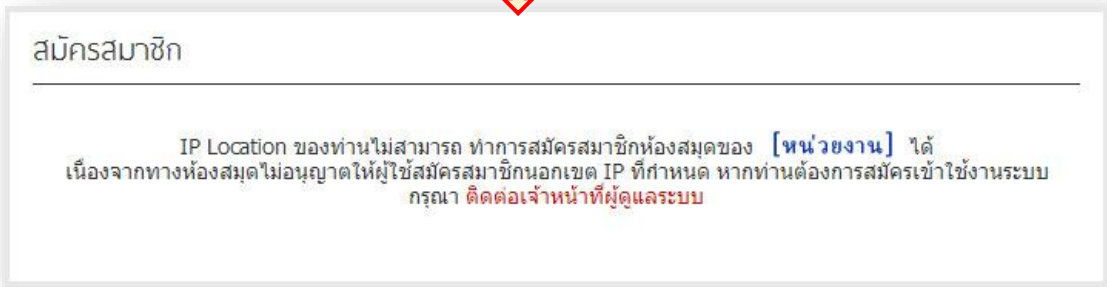 สมัครสมาชิก
IP Location ของท่านไม่สามารถ ทำการสมัครสมาชิกห้องสมุดของ [หน่วยงาน] ได้
เนื่องจากทางห้องสมุดไม่อนุญาตให้ผู้ใช้สมัครสมาชิกนอกเขต IP ที่กำหนด หากท่านต้องการสมัครเข้าใช้งานระบบ
กรุณา ติดต่อเจ้าหน้าที่ผู้ดูแลระบบ